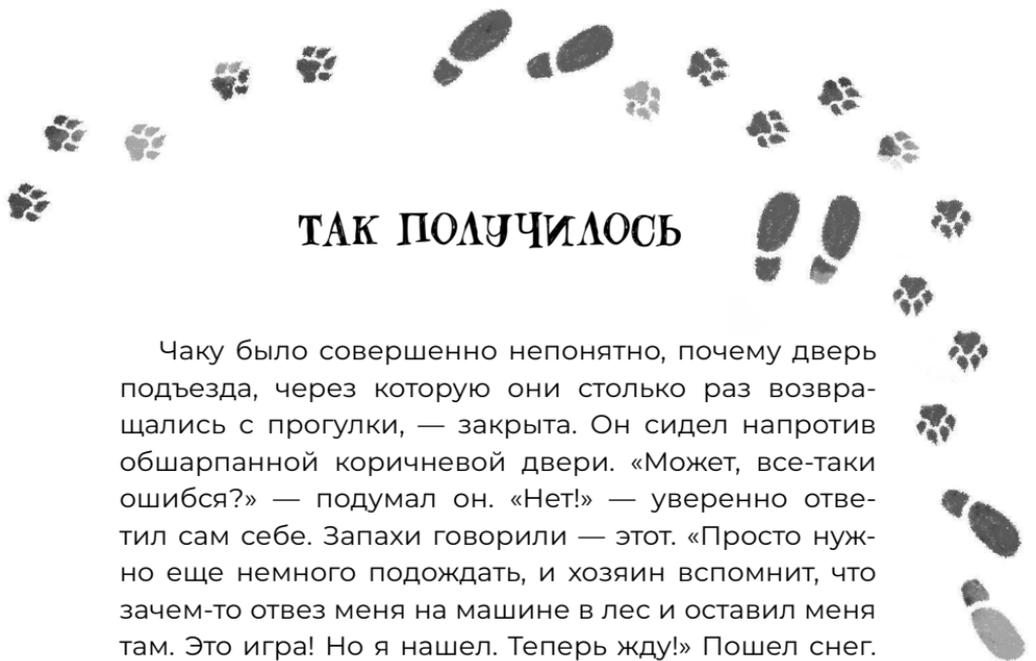 ТАК ПОЛУЧИЛОСЬ
Чаку было совершенно непонятно, почему дверь
подъезда, через которую они столько раз возвра-
щались с прогулки, — закрыта. Он сидел напротив
обшарпанной коричневой двери. «Может, все-таки
ошибся?» — подумал он. «Нет!» — уверенно отве-
тил сам себе. Запахи говорили — этот. «Просто нуж-
но еще немного подождать, и хозяин вспомнит, что
зачем-то отвез меня на машине в лес и оставил меня
там. Это игра! Но я нашел. Теперь жду!» Пошел снег.